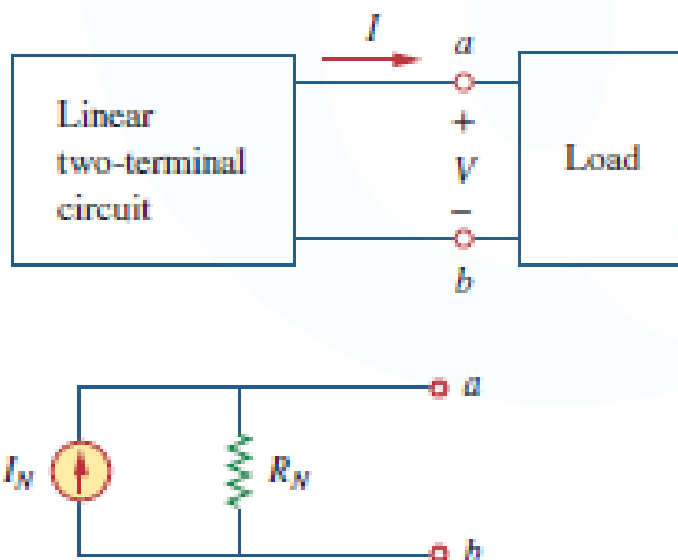 I
a
Linear
two-terminal
circuit
+
V
−
Load
b
a
I_N
R_N
b